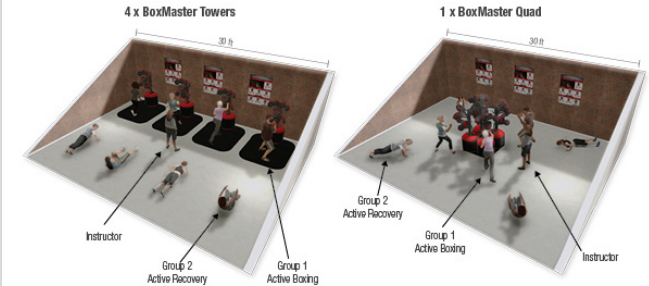 4 x BoxMaster Towers
30 ft
Instructor
Group 2
Active Recovery
Group 1
Active Boxing
1 x BoxMaster Quad
30 ft
Group 2
Active Recovery
Group 1
Active Boxing
Instructor